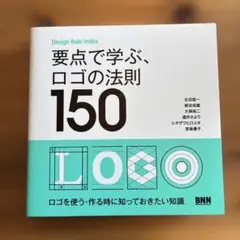 Design Rule Index
要点で学ぶ、
ロゴの法則
150
LOGO
ロゴを使う・作る時に知っておきたい知識
BNN